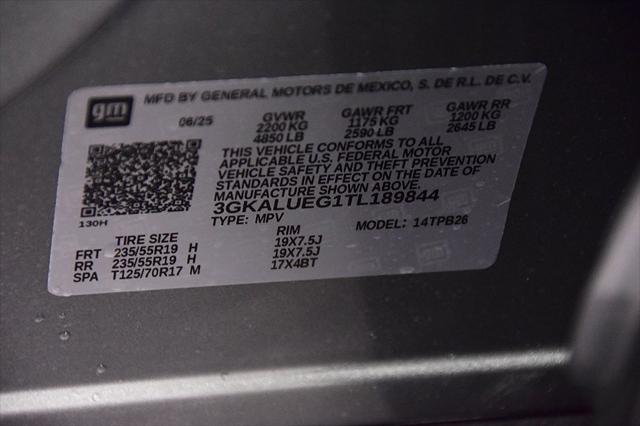 gm MFD BY GENERAL MOTORS DE MEXICO, S. DE R.L. DE C.V.
06/25 GVWR GAWR FRT GAWR RR
2200 KG 1175 KG 1200 KG
4850 LB 2590 LB 2645 LB
THIS VEHICLE CONFORMS TO ALL
APPLICABLE U.S. FEDERAL MOTOR
VEHICLE SAFETY AND THEFT PREVENTION
STANDARDS IN EFFECT ON THE DATE OF
MANUFACTURE SHOWN ABOVE.
3GKALUEG1TL189844
130H TYPE: MPV MODEL: 14TPB26
TIRE SIZE RIM
FRT 235/55R19 H 19X7.5J
RR 235/55R19 H 19X7.5J
SPA T125/70R17 M 17X4BT